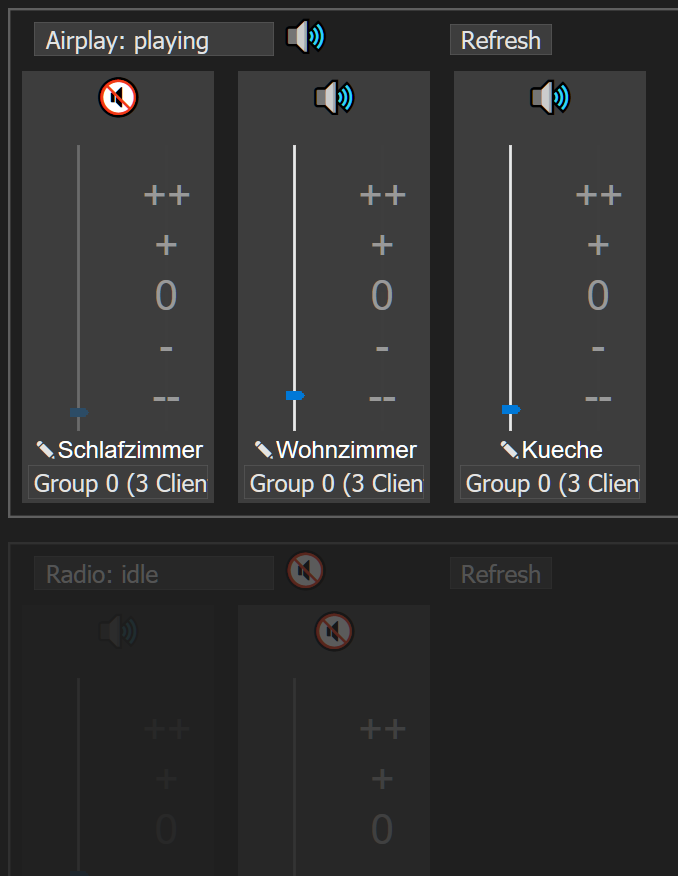 Airplay: playing
Refresh
++
+
0
-
--
Schlafzimmer
Group 0 (3 Clien
++
+
0
-
--
Wohnzimmer
Group 0 (3 Clien
++
+
0
-
--
Kueche
Group 0 (3 Clien
Radio: idle
Refresh
++
+
0
++
+
0